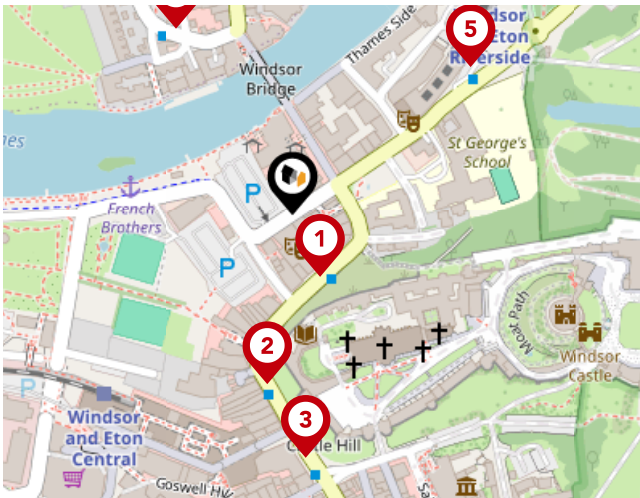 5
Windsor
& Eton
Riverside
Thames Side
Windsor
Bridge
St George's
School
P
French
Brothers
1
P
Moat Path
2
Windsor
Castle
P
3
Windsor
and Eton
Central
Castle Hill
Goswell